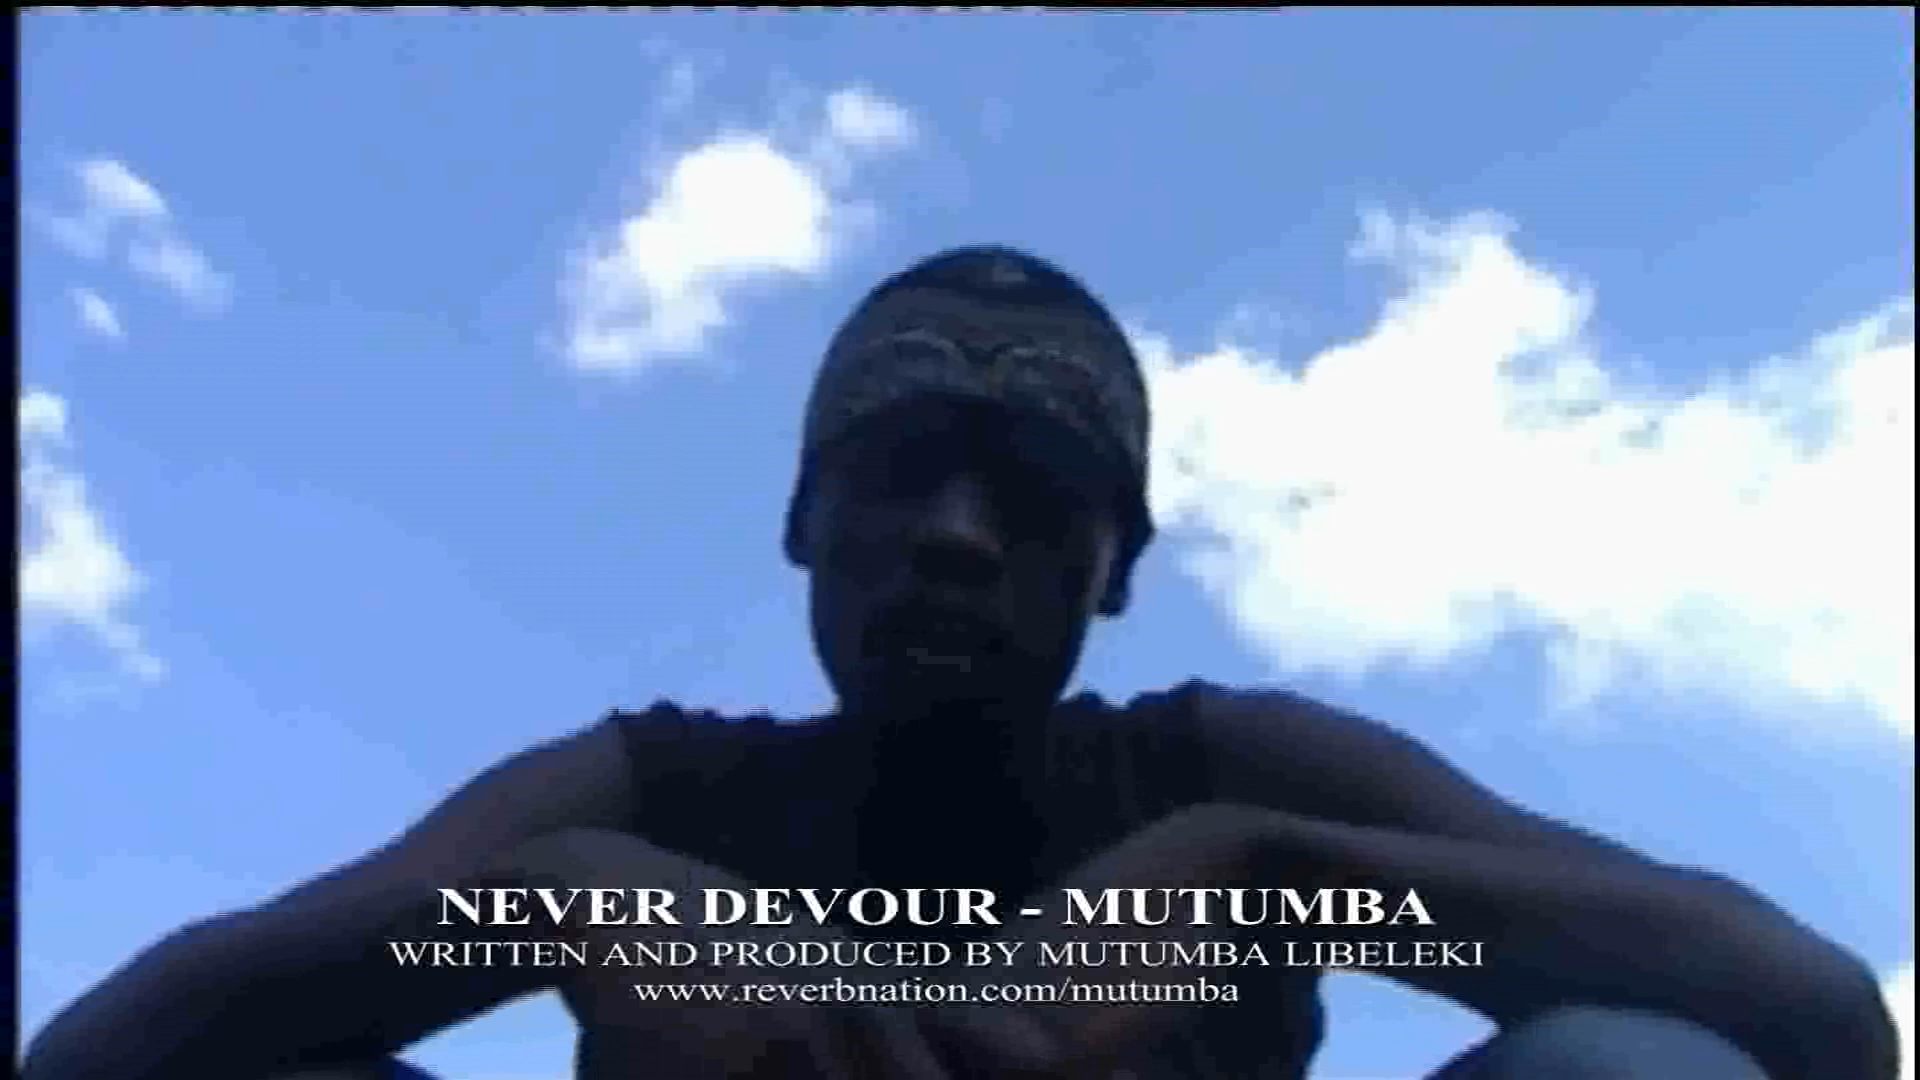 NEVER DEVOUR - MUTUMBA
WRITTEN AND PRODUCED BY MUTUMBA LIBELEKI
www.reverbnation.com/mutumba